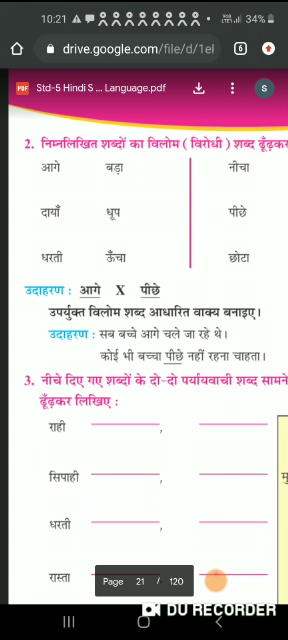 10:21 34%
drive.google.com/file/d/1el 6
PDF Std-5 Hindi S ... Language.pdf S
2. निम्नलिखित शब्दों का विलोम ( विरोधी ) शब्द ढूँढ़कर
आगे बड़ा नीचा
दायाँ धूप पीछे
धरती ऊँचा छोटा
उदाहरण : आगे X पीछे
उपर्युक्त विलोम शब्द आधारित वाक्य बनाइए।
उदाहरण : सब बच्चे आगे चले जा रहे थे।
कोई भी बच्चा पीछे नहीं रहना चाहता।
3. नीचे दिए गए शब्दों के दो-दो पर्यायवाची शब्द सामने
ढूँढ़कर लिखिए :
राही ,
सिपाही , मु
धरती ,
रास्ता
Page 21 / 120
DU RECORDER